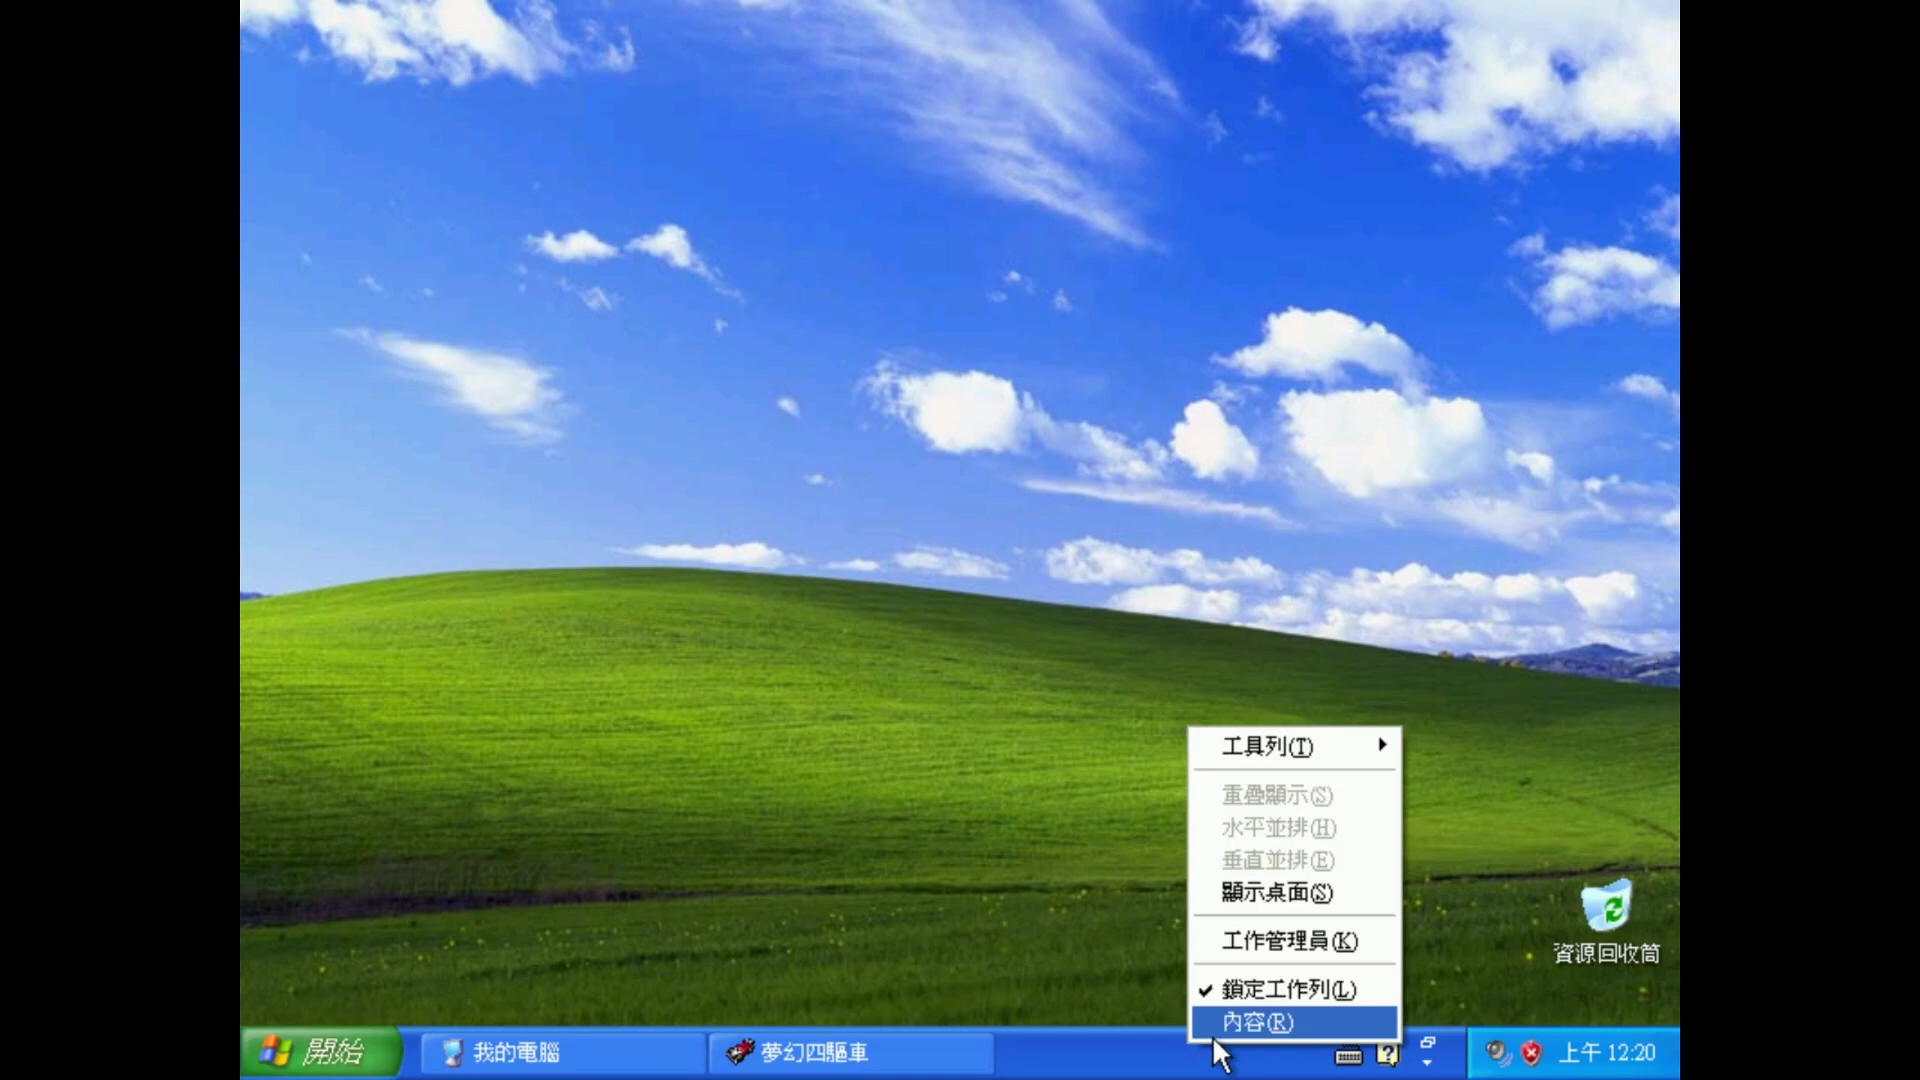 工具列(T)
重疊顯示(S)
水平並排(H)
垂直並排(E)
顯示桌面(S)
工作管理員(K)
鎖定工作列(L)
內容(R)
資源回收筒
開始
我的電腦
夢幻四驅車
上午 12:20